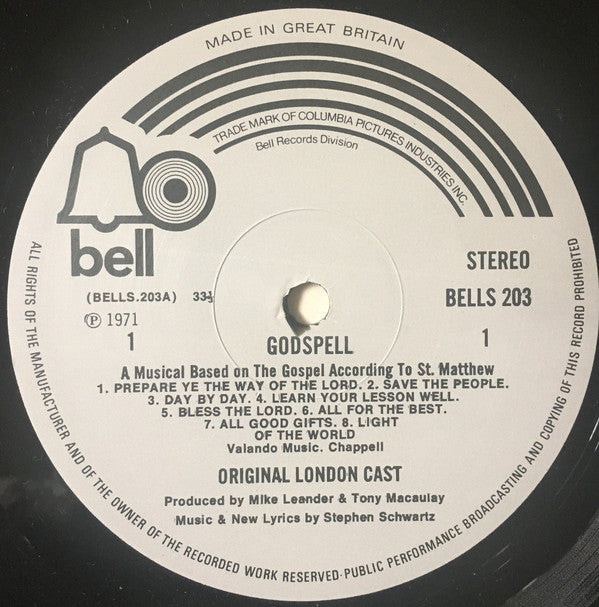 MADE IN GREAT BRITAIN
TRADE MARK OF COLUMBIA PICTURES INDUSTRIES INC.
Bell Records Division
bell
STEREO
(BELLS.203A) 33⅓
BELLS 203
℗ 1971
1
1
GODSPELL
A Musical Based on The Gospel According To St. Matthew
1. PREPARE YE THE WAY OF THE LORD. 2. SAVE THE PEOPLE.
3. DAY BY DAY. 4. LEARN YOUR LESSON WELL.
5. BLESS THE LORD. 6. ALL FOR THE BEST.
7. ALL GOOD GIFTS. 8. LIGHT
OF THE WORLD
Valando Music. Chappell
ORIGINAL LONDON CAST
Produced by Mike Leander & Tony Macaulay
Music & New Lyrics by Stephen Schwartz
ALL RIGHTS OF THE MANUFACTURER AND OF THE OWNER OF THE RECORDED WORK RESERVED·PUBLIC PERFORMANCE BROADCASTING AND COPYING OF THIS RECORD PROHIBITED